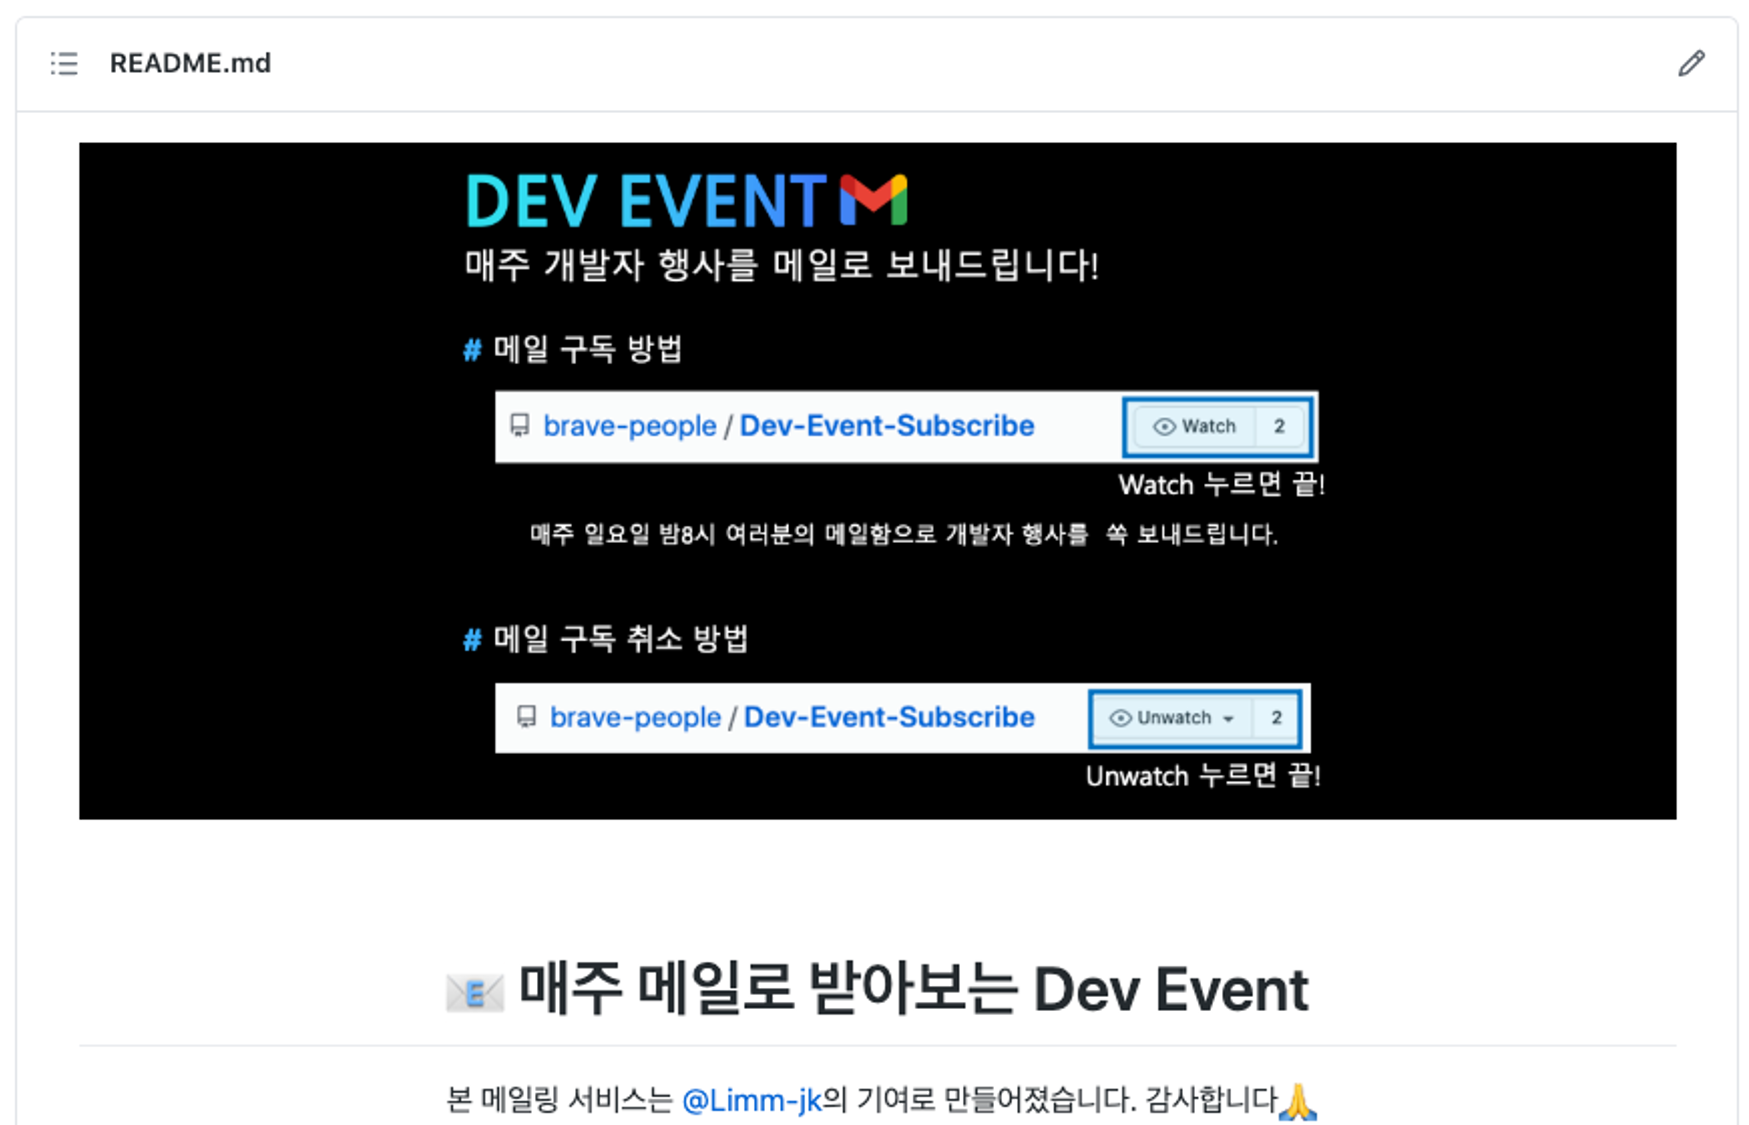 README.md
DEV EVENT
매주 개발자 행사를 메일로 보내드립니다!
# 메일 구독 방법
brave-people / Dev-Event-Subscribe Watch 2
Watch 누르면 끝!
매주 일요일 밤8시 여러분의 메일함으로 개발자 행사를 쏙 보내드립니다.
# 메일 구독 취소 방법
brave-people / Dev-Event-Subscribe Unwatch 2
Unwatch 누르면 끝!
📧 매주 메일로 받아보는 Dev Event
본 메일링 서비스는 @Limm-jk의 기여로 만들어졌습니다. 감사합니다🙏